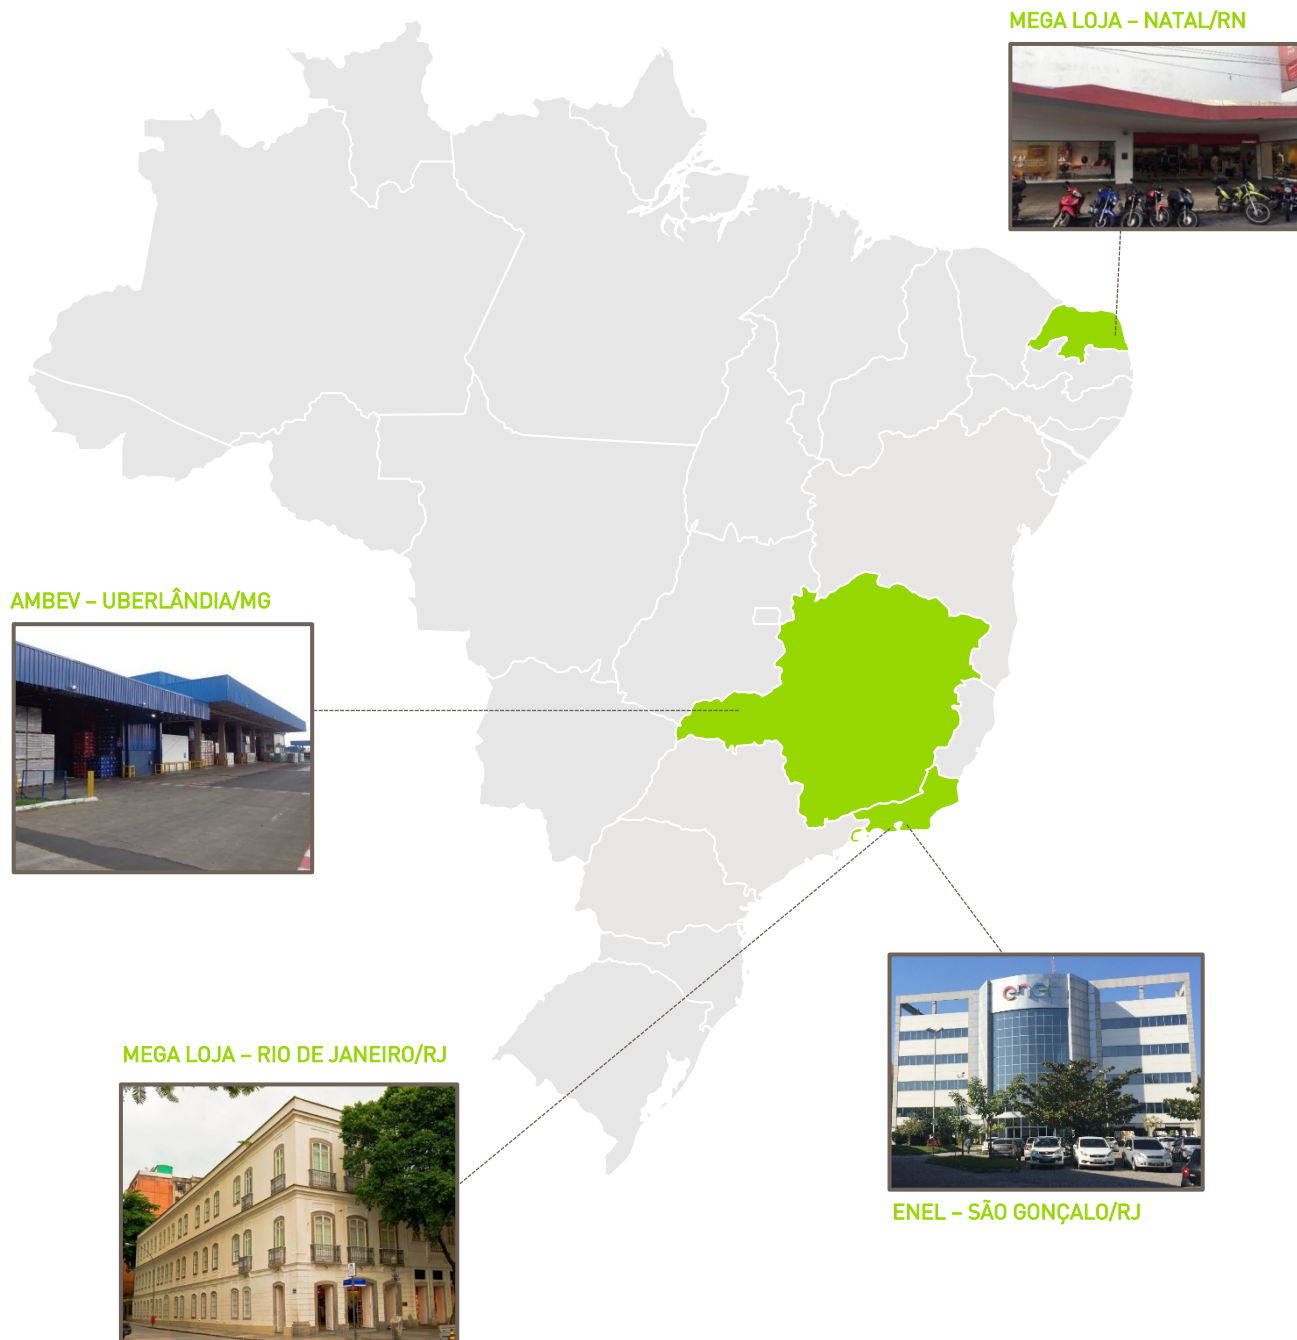 MEGA LOJA – NATAL/RN
AMBEV – UBERLÂNDIA/MG
MEGA LOJA – RIO DE JANEIRO/RJ
enel
ENEL – SÃO GONÇALO/RJ